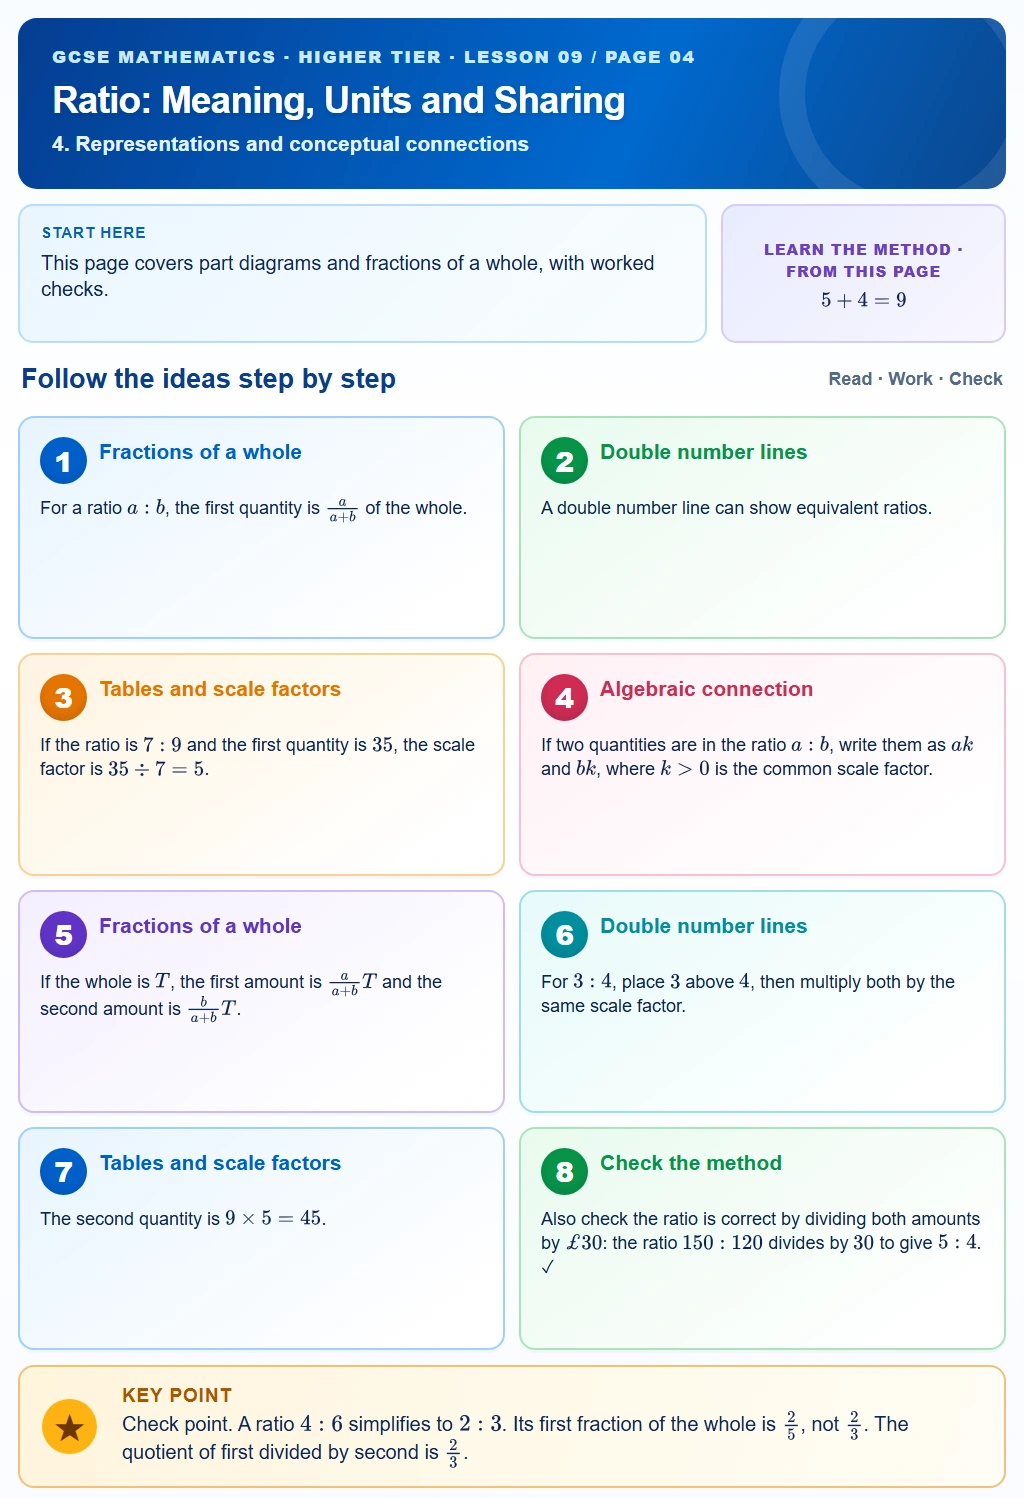 GCSE MATHEMATICS · HIGHER TIER · LESSON 09 / PAGE 04
Ratio: Meaning, Units and Sharing
4. Representations and conceptual connections
START HERE
This page covers part diagrams and fractions of a whole, with worked
checks.
LEARN THE METHOD ·
FROM THIS PAGE
5 + 4 = 9
Follow the ideas step by step
Read · Work · Check
1 Fractions of a whole
For a ratio a : b, the first quantity is a/(a+b) of the whole.
2 Double number lines
A double number line can show equivalent ratios.
3 Tables and scale factors
If the ratio is 7 : 9 and the first quantity is 35, the scale
factor is 35 ÷ 7 = 5.
4 Algebraic connection
If two quantities are in the ratio a : b, write them as ak
and bk, where k > 0 is the common scale factor.
5 Fractions of a whole
If the whole is T, the first amount is a/(a+b) T and the
second amount is b/(a+b) T.
6 Double number lines
For 3 : 4, place 3 above 4, then multiply both by the
same scale factor.
7 Tables and scale factors
The second quantity is 9 × 5 = 45.
8 Check the method
Also check the ratio is correct by dividing both amounts
by £30: the ratio 150 : 120 divides by 30 to give 5 : 4.
✓
KEY POINT
Check point. A ratio 4 : 6 simplifies to 2 : 3. Its first fraction of the whole is 2/5, not 2/3. The
quotient of first divided by second is 2/3.